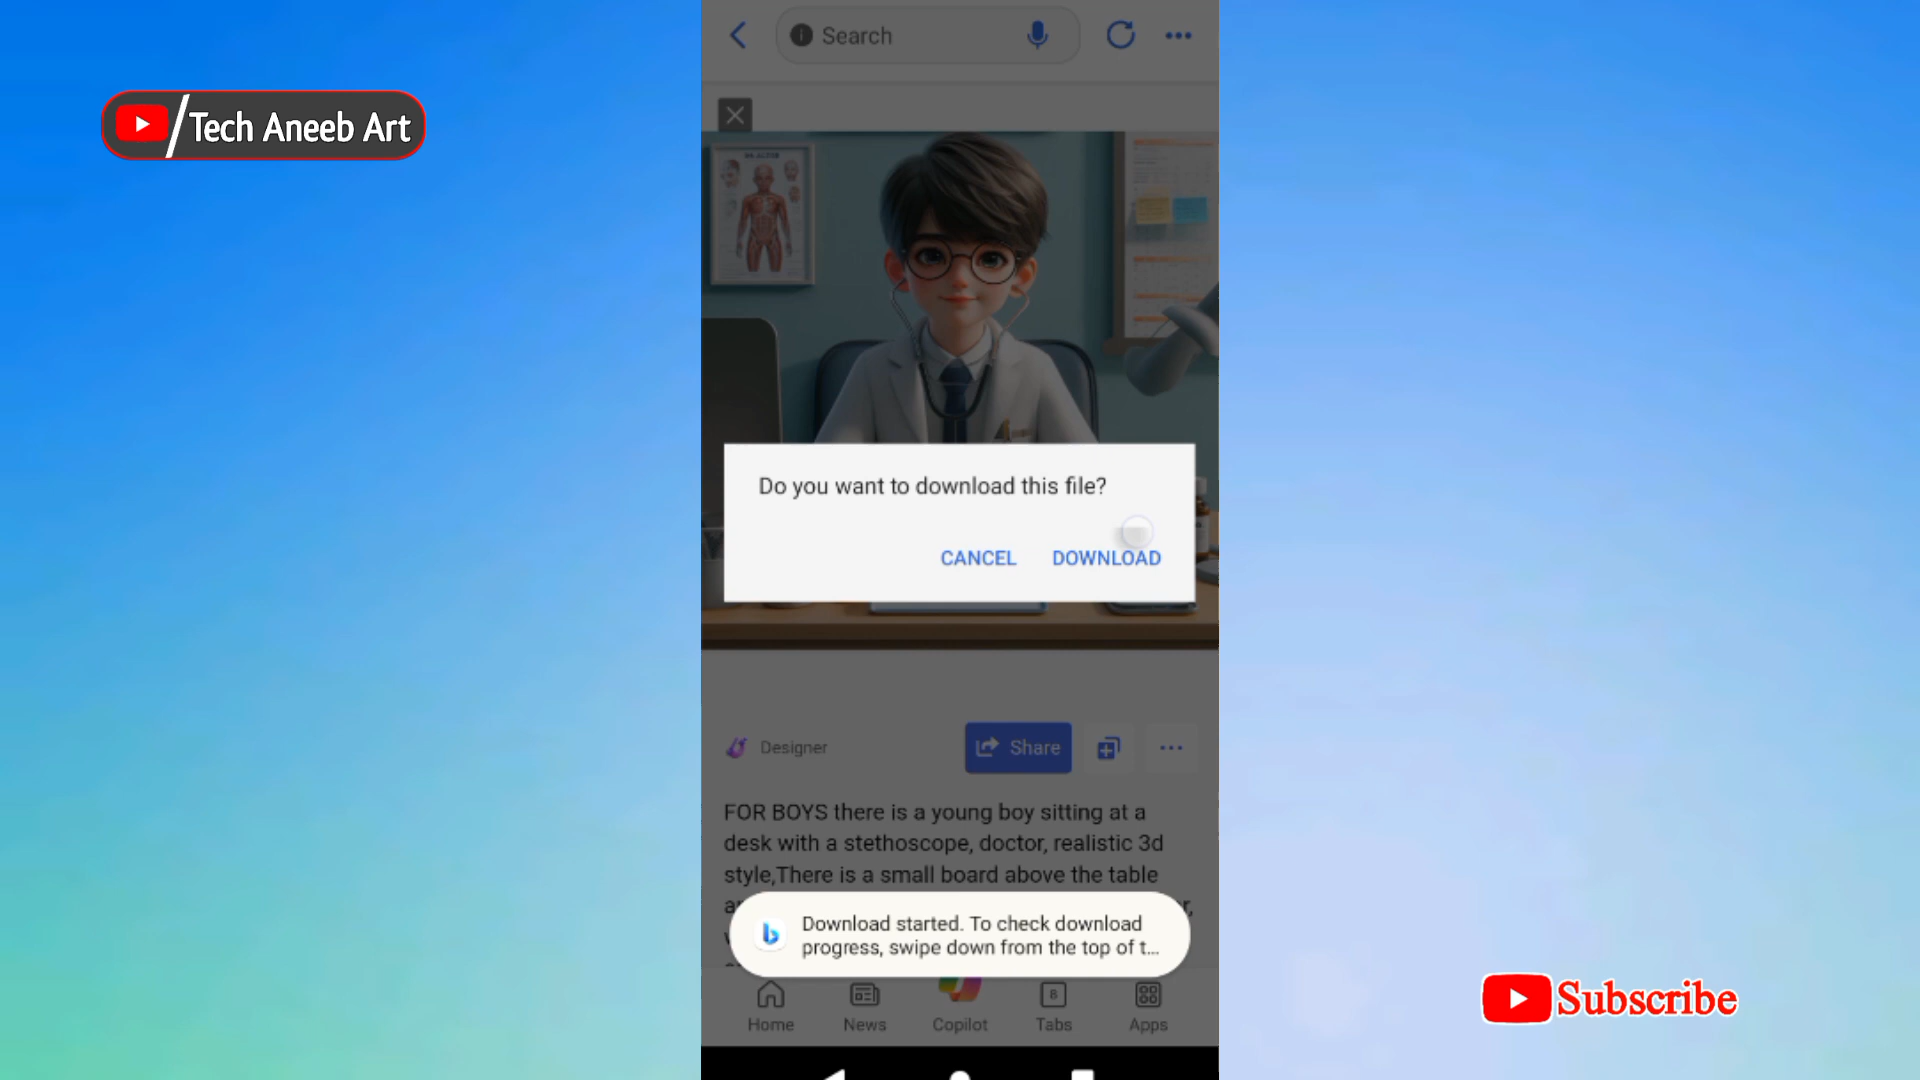 Search
Tech Aneeb Art
Do you want to download this file?
CANCEL DOWNLOAD
Designer
Share
FOR BOYS there is a young boy sitting at a
desk with a stethoscope, doctor, realistic 3d
style,There is a small board above the table
Download started. To check download
progress, swipe down from the top of t...
Home News Copilot Tabs Apps
Subscribe